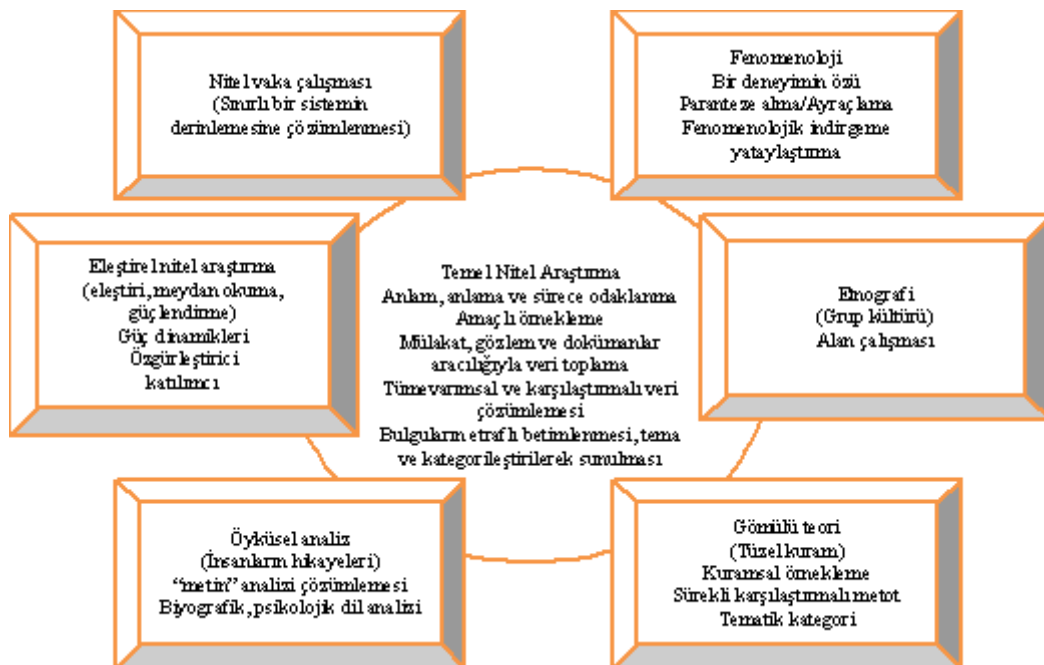 Nitel vaka çalışması
(Sınırlı bir sistemin
derinlemesine çözümlenmesi)
Fenomenoloji
Bir deneyimin özü
Paranteze alma/Ayraçlama
Fenomenolojik indirgeme
yataylaştırma
Eleştirel nitel araştırma
(eleştiri, meydan okuma,
güçlendirme)
Güç dinamikleri
Özgürleştirici
katılımcı
Temel Nitel Araştırma
Anlam, anlama ve sürece odaklanma
Amaçlı örnekleme
Mülakat, gözlem ve dokümanlar
aracılığıyla veri toplama
Tümevarımsal ve karşılaştırmalı veri
çözümlemesi
Bulguların etraflı betimlenmesi, tema
ve kategorileştirilerek sunulması
Etnografi
(Grup kültürü)
Alan çalışması
Öyküsel analiz
(İnsanların hikayeleri)
“metin” analizi çözümlemesi
Biyografik, psikolojik dil analizi
Gömülü teori
(Tüzel kuram)
Kuramsal örnekleme
Sürekli karşılaştırmalı metot
Tematik kategori